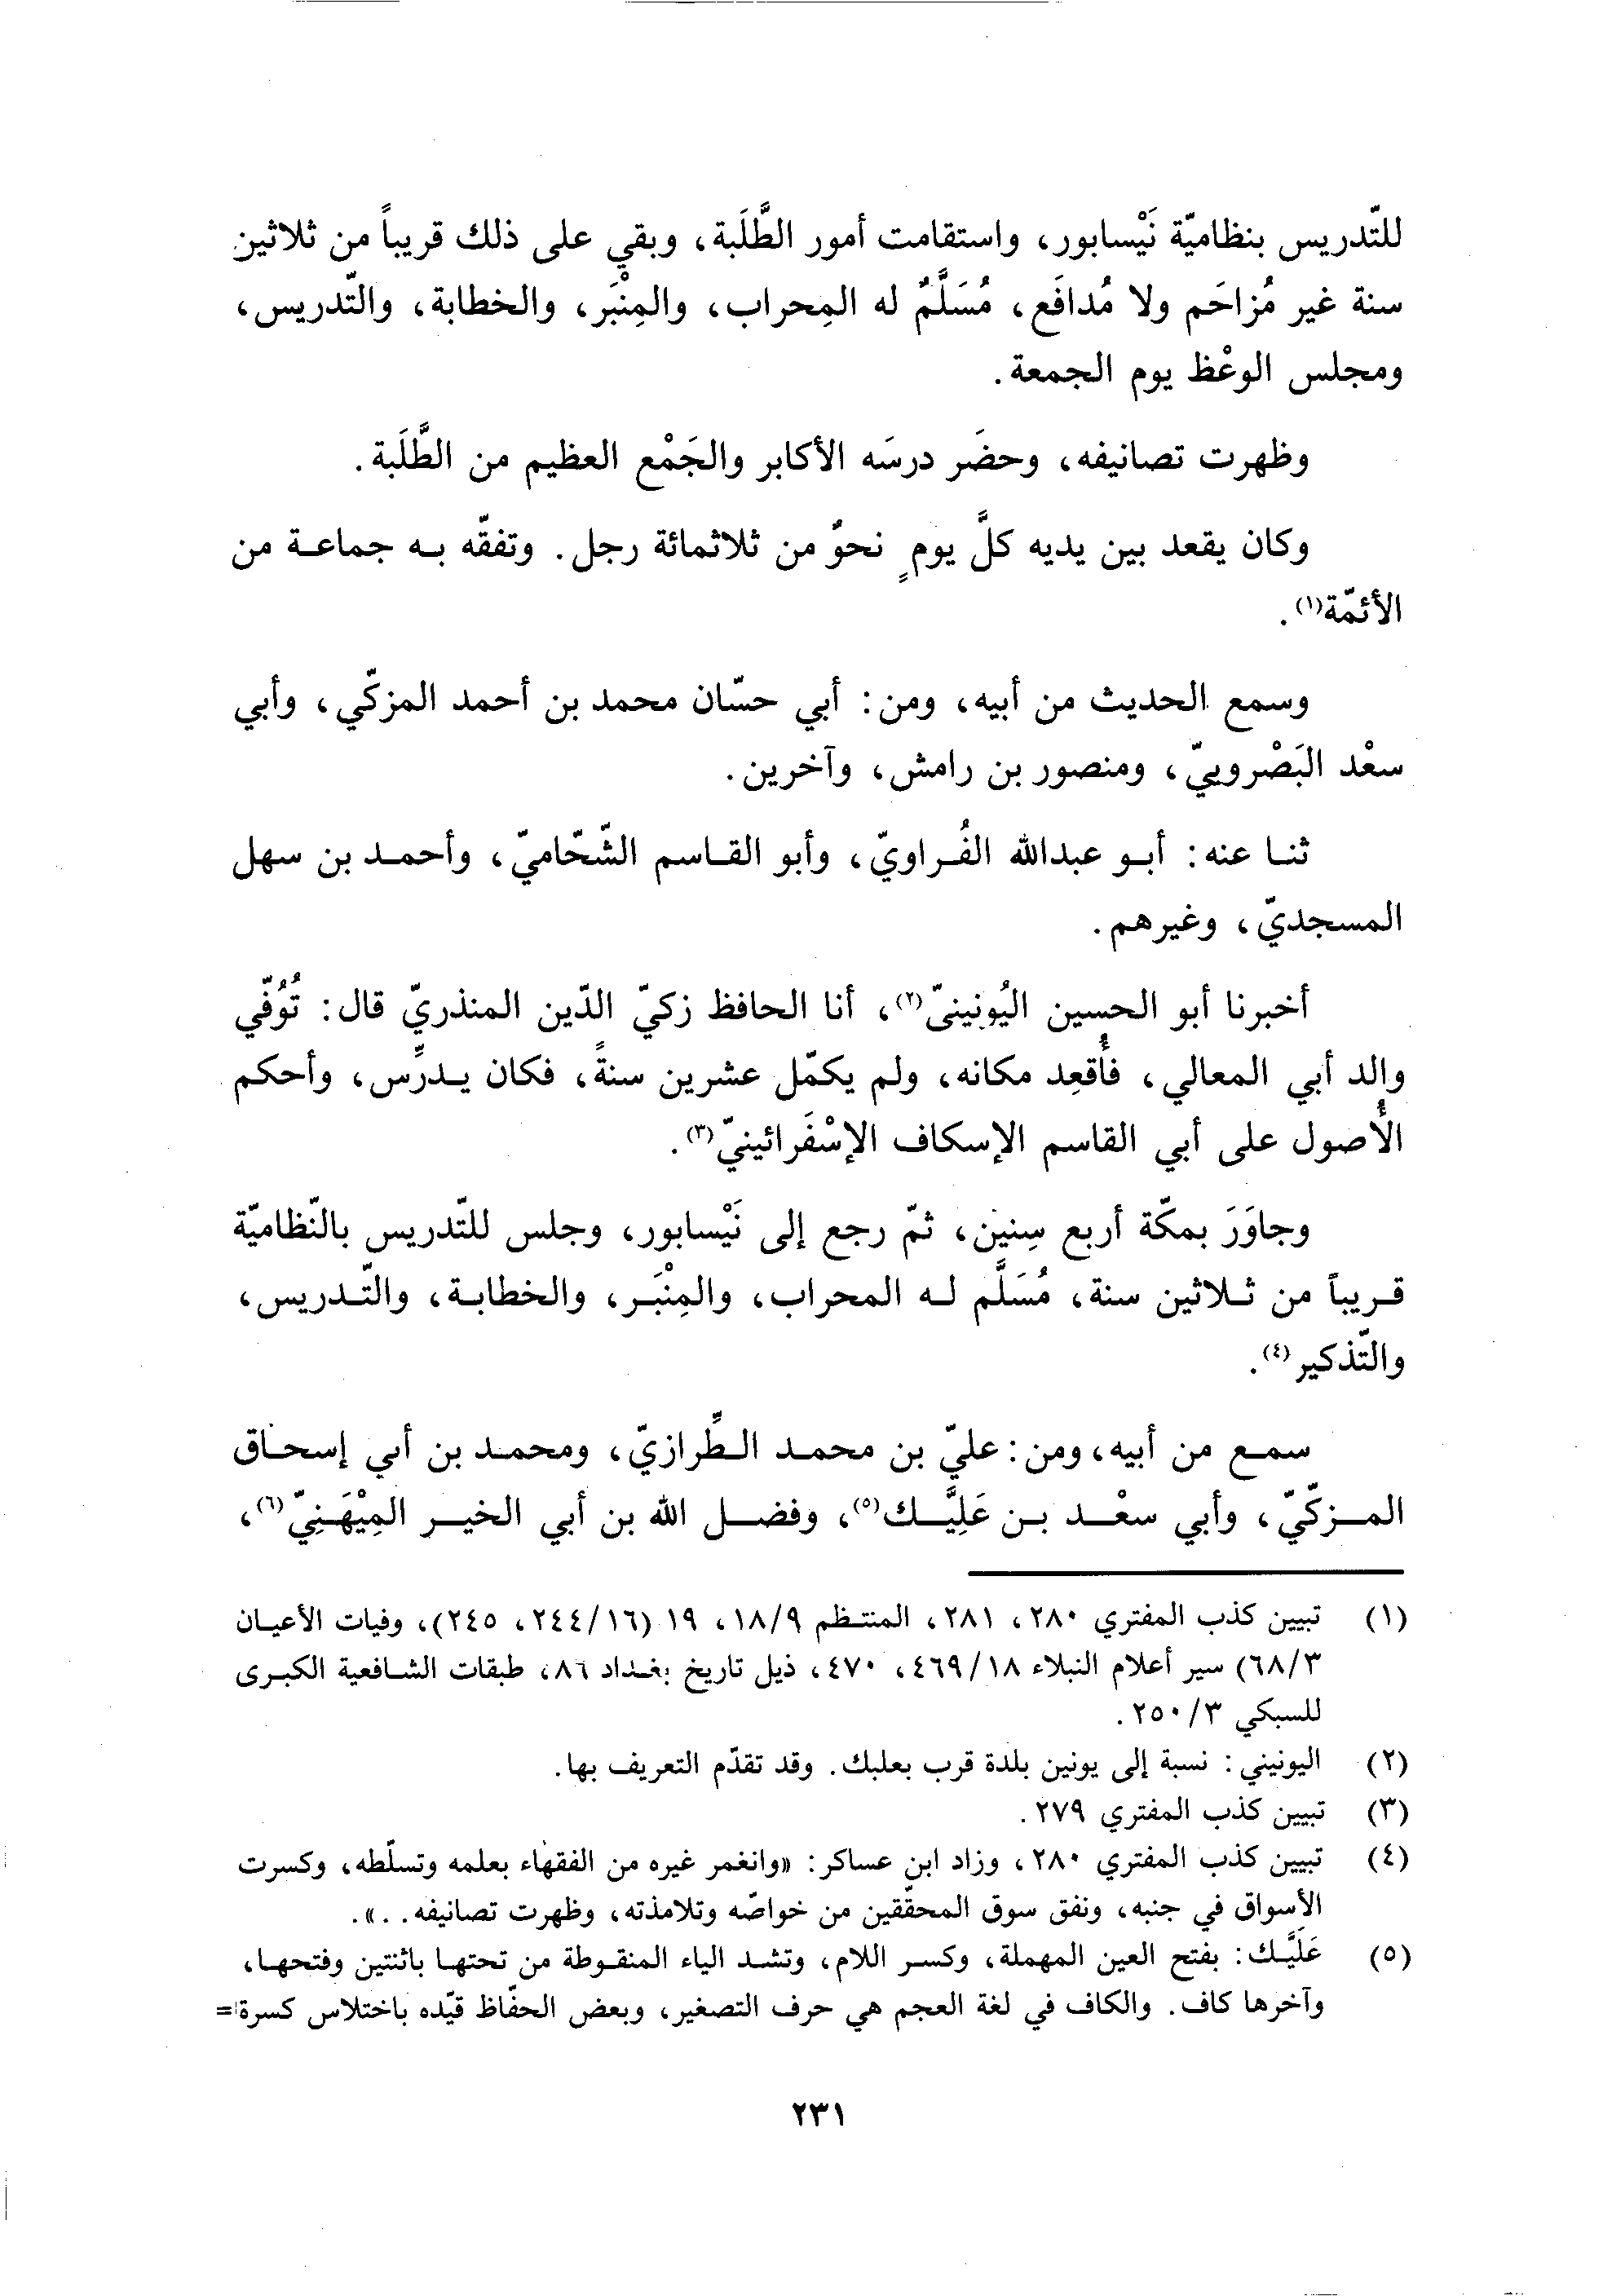 للتّدريس بنظاميّة نَيْسابور، واستقامت أمور الطَّلَبة، وبقي على ذلك قريباً من ثلاثين
سنة غير مُزاحَم ولا مُدافَع، مُسَلَّمٌ له المِحراب، والمِنْبَر، والخطابة، والتّدريس،
ومجلس الوعْظ يوم الجمعة.
وظهرت تصانيفه، وحضَر درسَه الأكابر والجَمْع العظيم من الطَّلَبة.
وكان يقعد بين يديه كلَّ يومٍ نحوٌ من ثلاثمائة رجل. وتفقّه به جماعة من
الأئمّة(١).
وسمع الحديث من أبيه، ومن: أبي حسّان محمد بن أحمد المزكّي، وأبي
سعْد البَصْرويّ، ومنصور بن رامش، وآخرين.
ثنا عنه: أبو عبدالله الفُراويّ، وأبو القاسم الشّحّاميّ، وأحمد بن سهل
المسجديّ، وغيرهم.
أخبرنا أبو الحسين اليُونينيّ(٢)، أنا الحافظ زكيّ الدّين المنذريّ قال: تُوُفّي
والد أبي المعالي، فأُقعِد مكانه، ولم يكمّل عشرين سنةً، فكان يدرِّس، وأحكم
الأُصول على أبي القاسم الإسكاف الإسْفَرائينيّ(٣).
وجاوَرَ بمكّة أربع سِنين، ثمّ رجع إلى نَيْسابور، وجلس للتّدريس بالنّظاميّة
قريباً من ثلاثين سنة، مُسَلَّم له المحراب، والمِنْبَر، والخطابة، والتّدريس،
والتّذكير(٤).
سمع من أبيه، ومن: عليّ بن محمد الطِّرازيّ، ومحمد بن أبي إسحاق
المزكّيّ، وأبي سعْد بن عَلِيَّك(٥)، وفضل الله بن أبي الخير المِيْهَنِيّ(٦)،
(١) تبيين كذب المفتري ٢٨٠، ٢٨١، المنتظم ١٨/٩، ١٩ (٢٤٤/١٦، ٢٤٥)، وفيات الأعيان
٦٨/٣) سير أعلام النبلاء ٤٦٩/١٨، ٤٧٠، ذيل تاريخ بغداد ٨٦، طبقات الشافعية الكبرى
للسبكي ٢٥٠/٣.
(٢) اليونيني: نسبة إلى يونين بلدة قرب بعلبك. وقد تقدّم التعريف بها.
(٣) تبيين كذب المفتري ٢٧٩.
(٤) تبيين كذب المفتري ٢٨٠، وزاد ابن عساكر: «وانغمر غيره من الفقهاء بعلمه وتسلّطه، وكسرت
الأسواق في جنبه، ونفق سوق المحقّقين من خواصّه وتلامذته، وظهرت تصانيفه..».
(٥) عَلَيَّك: بفتح العين المهملة، وكسر اللام، وتشد الياء المنقوطة من تحتها باثنتين وفتحها،
وآخرها كاف. والكاف في لغة العجم هي حرف التصغير، وبعض الحفّاظ قيّده باختلاس كسرة=
٢٣١